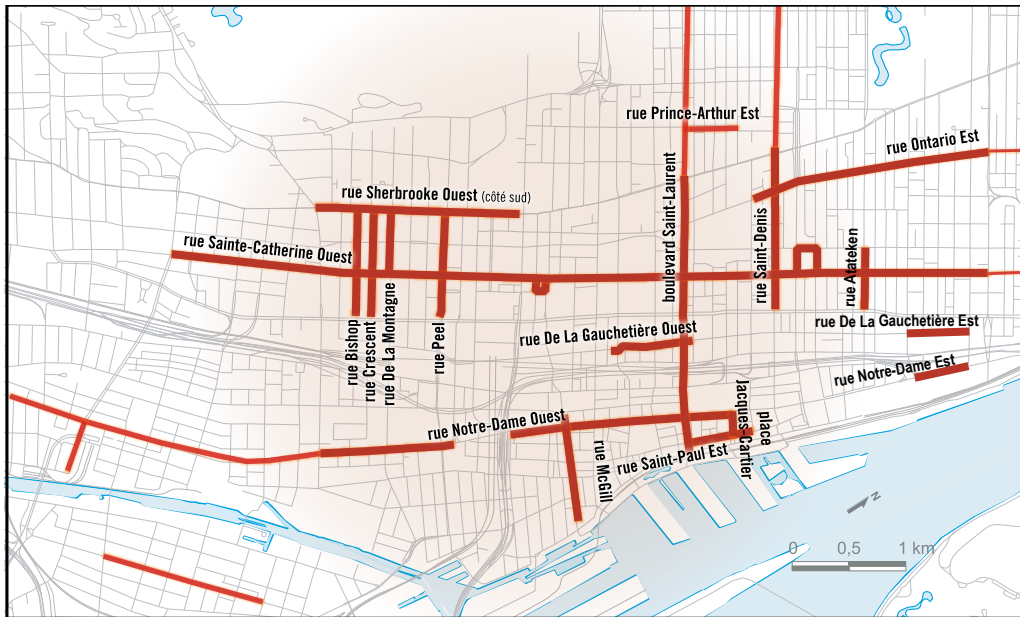 rue Prince-Arthur Est
rue Ontario Est
rue Sherbrooke Ouest (côté sud)
boulevard Saint-Laurent
rue Saint-Denis
rue Atateken
rue Sainte-Catherine Ouest
rue Bishop
rue Crescent
rue De La Montagne
rue Peel
rue De La Gauchetière Ouest
rue De La Gauchetière Est
rue Notre-Dame Est
rue Notre-Dame Ouest
rue McGill
rue Saint-Paul Est
place
Jacques-Cartier
N
0 0,5 1 km